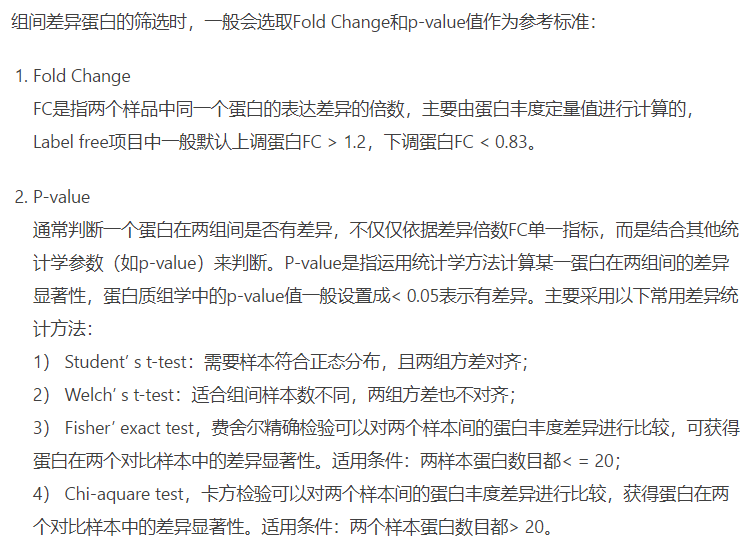 组间差异蛋白的筛选时，一般会选取Fold Change和p-value值作为参考标准：
1. Fold Change
FC是指两个样品中同一个蛋白的表达差异的倍数，主要由蛋白丰度定量值进行计算的，
Label free项目中一般默认上调蛋白FC > 1.2，下调蛋白FC < 0.83。
2. P-value
通常判断一个蛋白在两组间是否有差异，不仅仅依据差异倍数FC单一指标，而是结合其他统
计学参数（如p-value）来判断。P-value是指运用统计学方法计算某一蛋白在两组间的差异
显著性，蛋白质组学中的p-value值一般设置成< 0.05表示有差异。主要采用以下常用差异统
计方法：
1） Student’ s t-test：需要样本符合正态分布，且两组方差对齐；
2） Welch’ s t-test：适合组间样本数不同，两组方差也不对齐；
3） Fisher’ exact test，费舍尔精确检验可以对两个样本间的蛋白丰度差异进行比较，可获得
蛋白在两个对比样本中的差异显著性。适用条件：两样本蛋白数目都< = 20；
4） Chi-aquare test，卡方检验可以对两个样本间的蛋白丰度差异进行比较，获得蛋白在两
个对比样本中的差异显著性。适用条件：两个样本蛋白数目都> 20。